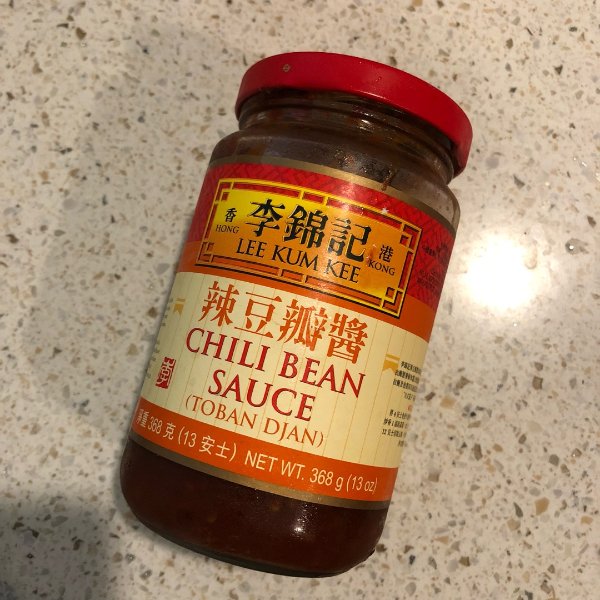 香 李錦記 港
HONG LEE KUM KEE KONG
辣豆瓣醬
CHILI BEAN
SAUCE
(TOBAN DJAN)
淨重 368 克 (13 安士) NET WT. 368 g (13 oz)